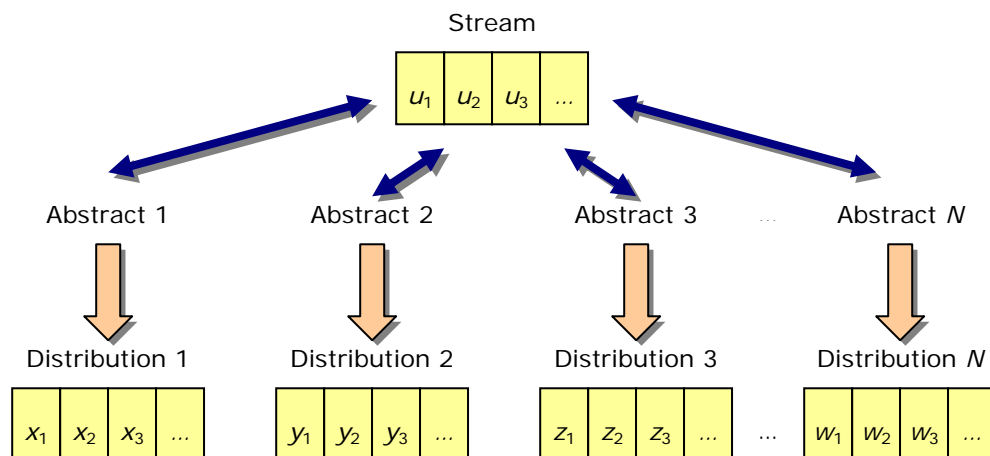 Stream
u₁ u₂ u₃ ...
Abstract 1 Abstract 2 Abstract 3 ... Abstract N
Distribution 1 Distribution 2 Distribution 3 Distribution N
x₁ x₂ x₃ ... y₁ y₂ y₃ ... z₁ z₂ z₃ ... ... w₁ w₂ w₃ ...